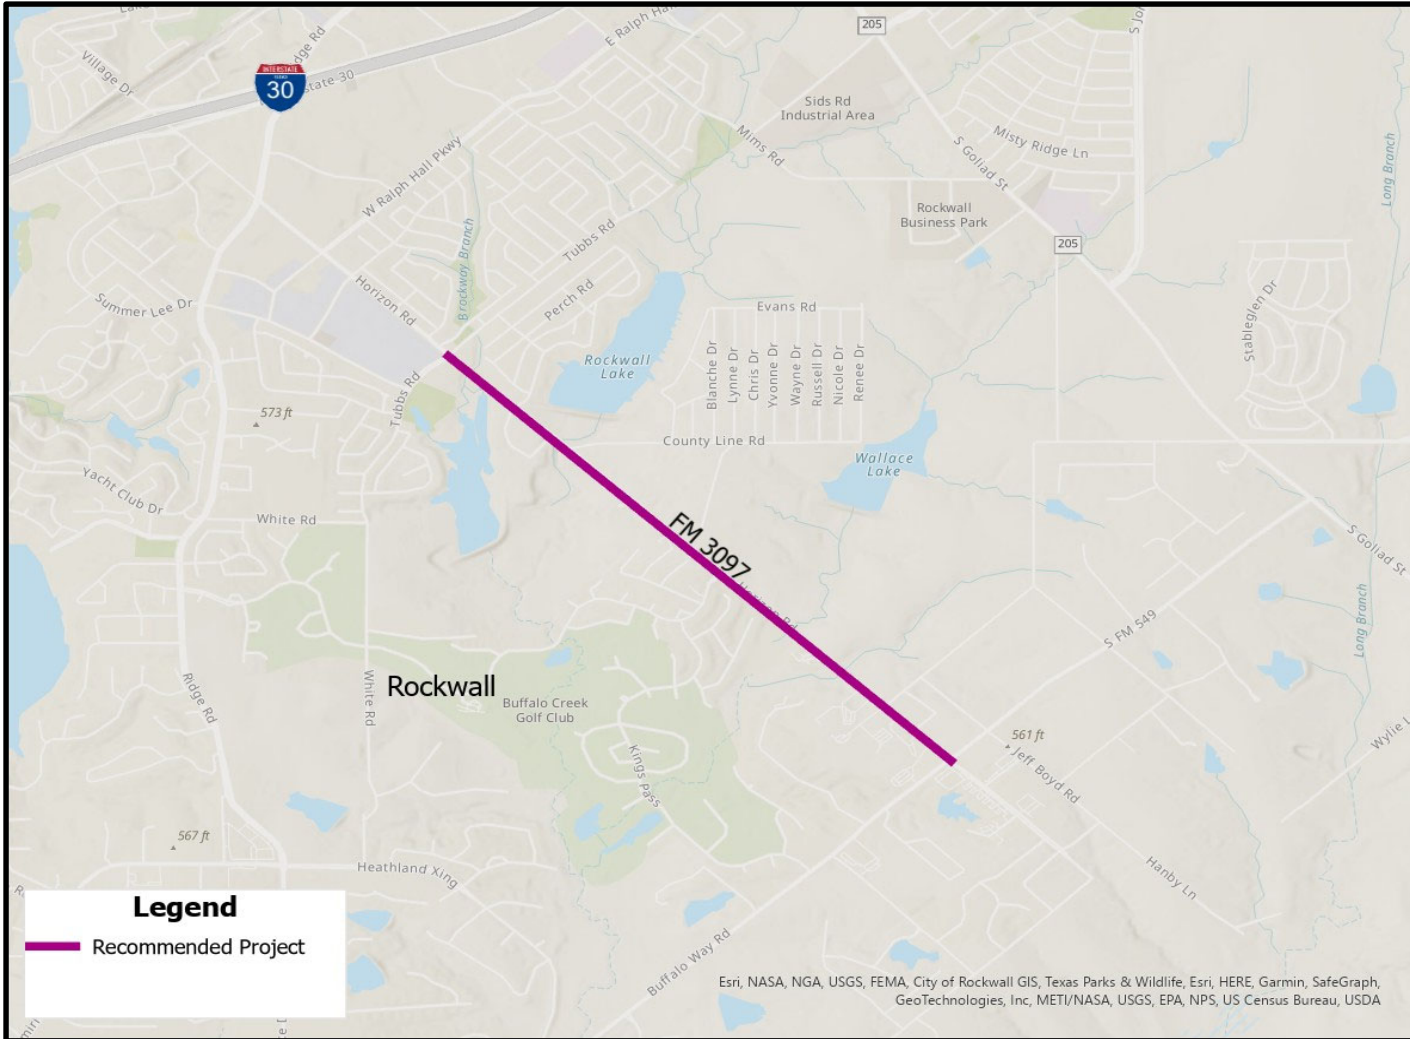 Village Dr
INTERSTATE
30
E Ralph Hall
205
Sids Rd
Industrial Area
Mims Rd
Misty Ridge Ln
S Goliad St
W Ralph Hall Pkwy
Long Branch
Rockwall
Business Park
205
Brockway Branch
Tubbs Rd
Horizon Rd
Perch Rd
Summer Lee Dr
Stableglen Dr
Evans Rd
Rockwall
Lake
Blanche Dr
Lynne Dr
Chris Dr
Yvonne Dr
Wayne Dr
Russell Dr
Nicole Dr
Renee Dr
Tubbs Rd
573 ft
County Line Rd
Wallace
Lake
Yacht Club Dr
White Rd
FM 3097
S Goliad St
S FM 549
Long Branch
Rockwall
White Rd
Ridge Rd
Buffalo Creek
Golf Club
Kings Pass
561 ft
Jeff Boyd Rd
567 ft
Heathland Xing
Hanby Ln
Buffalo Way Rd
Legend
Recommended Project
Esri, NASA, NGA, USGS, FEMA, City of Rockwall GIS, Texas Parks & Wildlife, Esri, HERE, Garmin, SafeGraph,
GeoTechnologies, Inc, METI/NASA, USGS, EPA, NPS, US Census Bureau, USDA